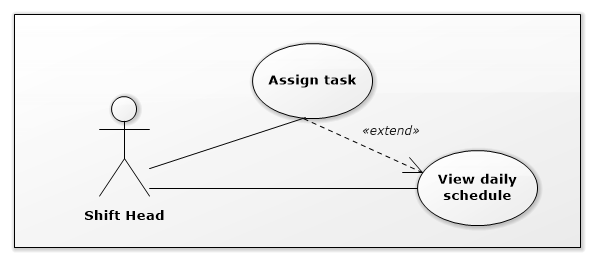 Assign task
«extend»
View daily
schedule
Shift Head